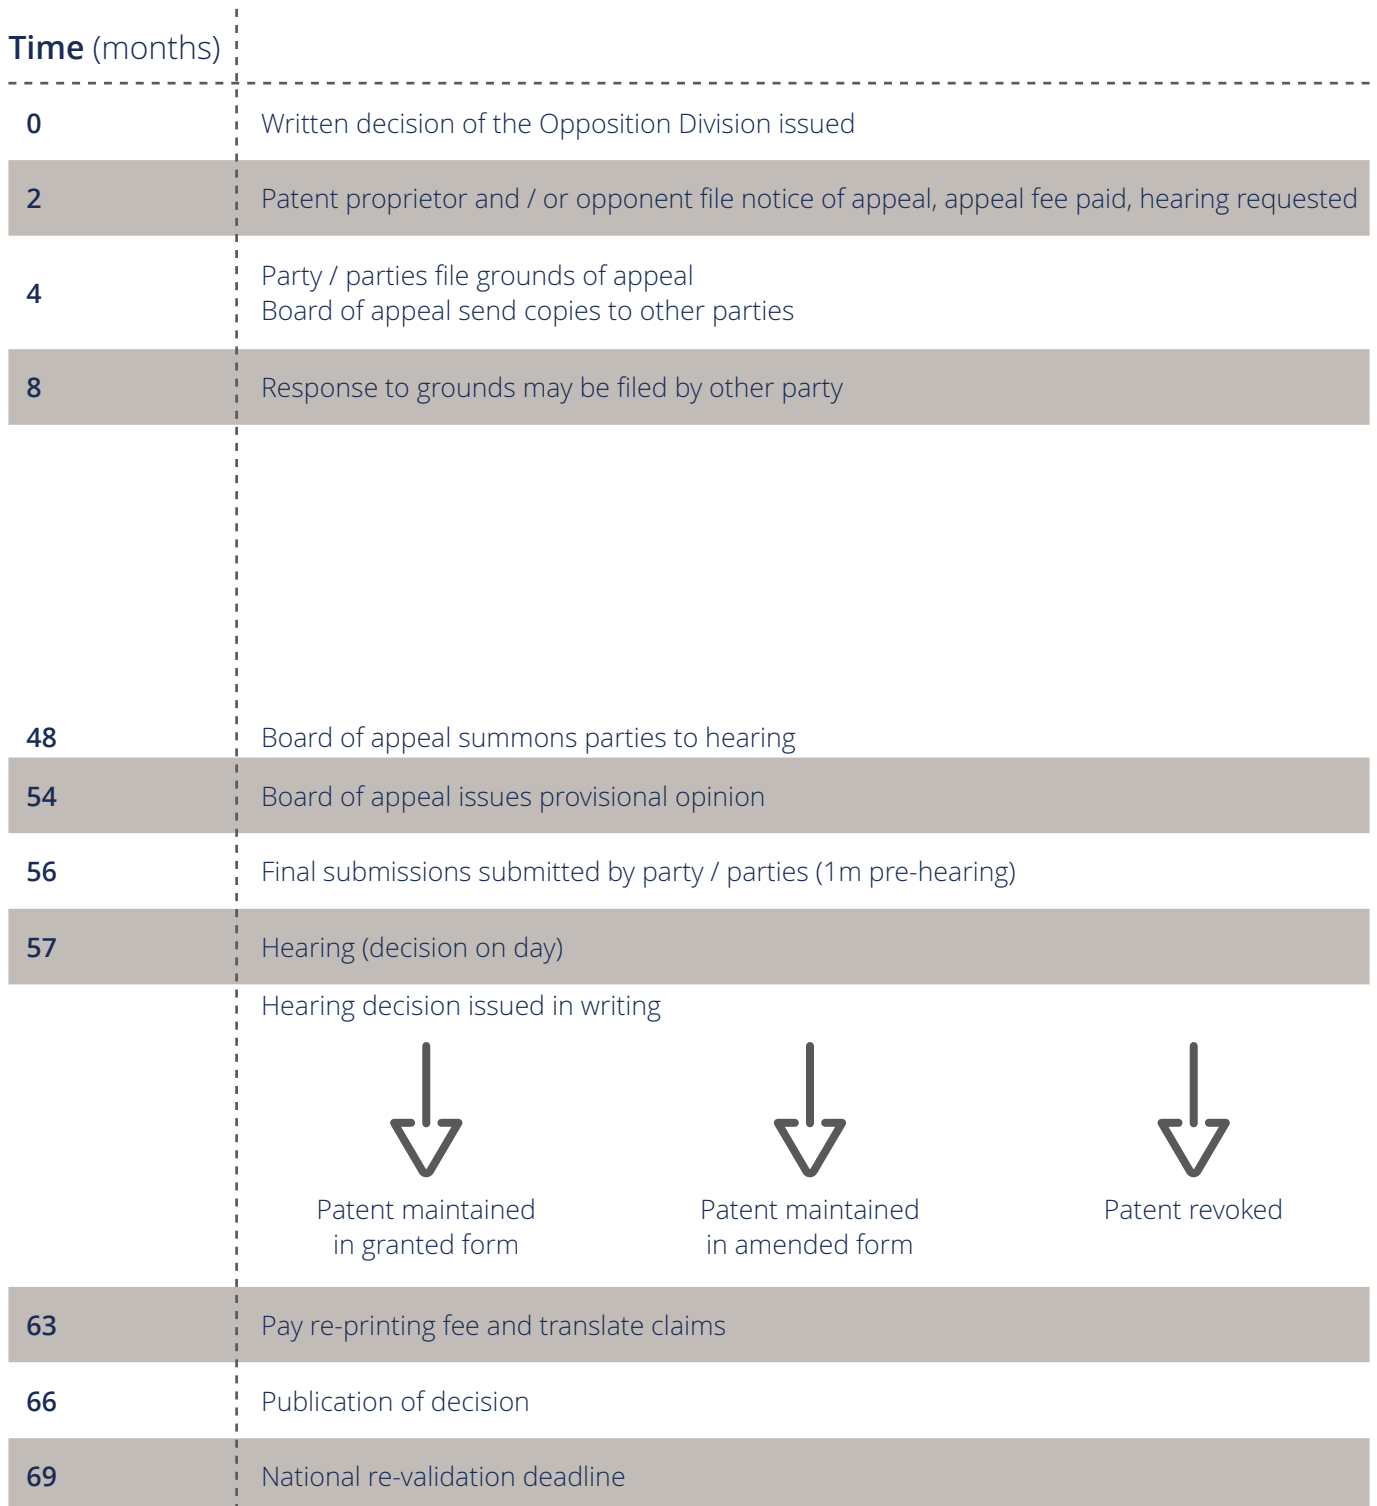 Time (months)
0 Written decision of the Opposition Division issued
2 Patent proprietor and / or opponent file notice of appeal, appeal fee paid, hearing requested
4 Party / parties file grounds of appeal
Board of appeal send copies to other parties
8 Response to grounds may be filed by other party
48 Board of appeal summons parties to hearing
54 Board of appeal issues provisional opinion
56 Final submissions submitted by party / parties (1m pre-hearing)
57 Hearing (decision on day)
Hearing decision issued in writing
Patent maintained
in granted form
Patent maintained
in amended form
Patent revoked
63 Pay re-printing fee and translate claims
66 Publication of decision
69 National re-validation deadline